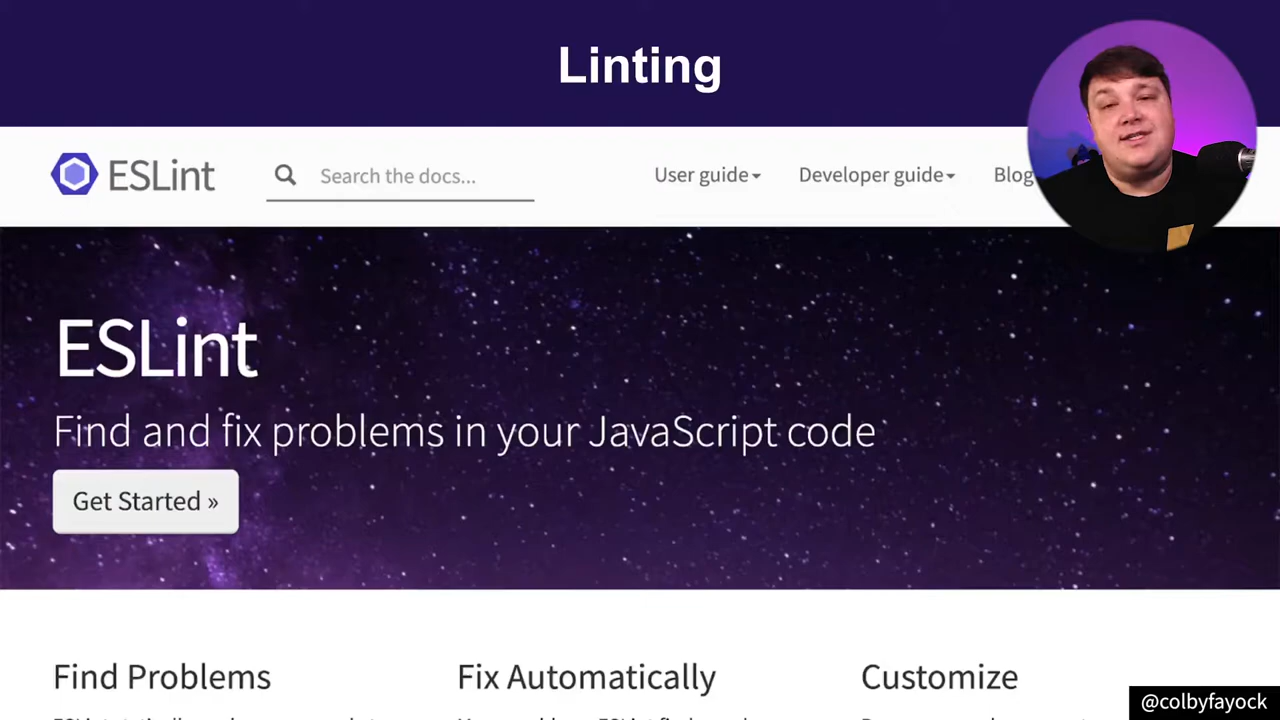 Linting
ESLint
Search the docs...
User guide
Developer guide
Blog
ESLint
Find and fix problems in your JavaScript code
Get Started »
Find Problems
Fix Automatically
Customize
@colbyfayock